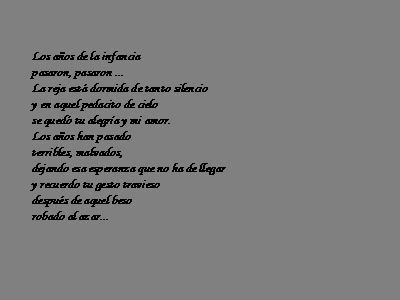 Los años de la infancia
pasaron, pasaron ...
La reja está dormida de tanto silencio
y en aquel pedacito de cielo
se quedó tu alegría y mi amor.
Los años han pasado
terribles, malvados,
dejando esa esperanza que no ha de llegar
y recuerdo tu gesto travieso
después de aquel beso
robado al azar...